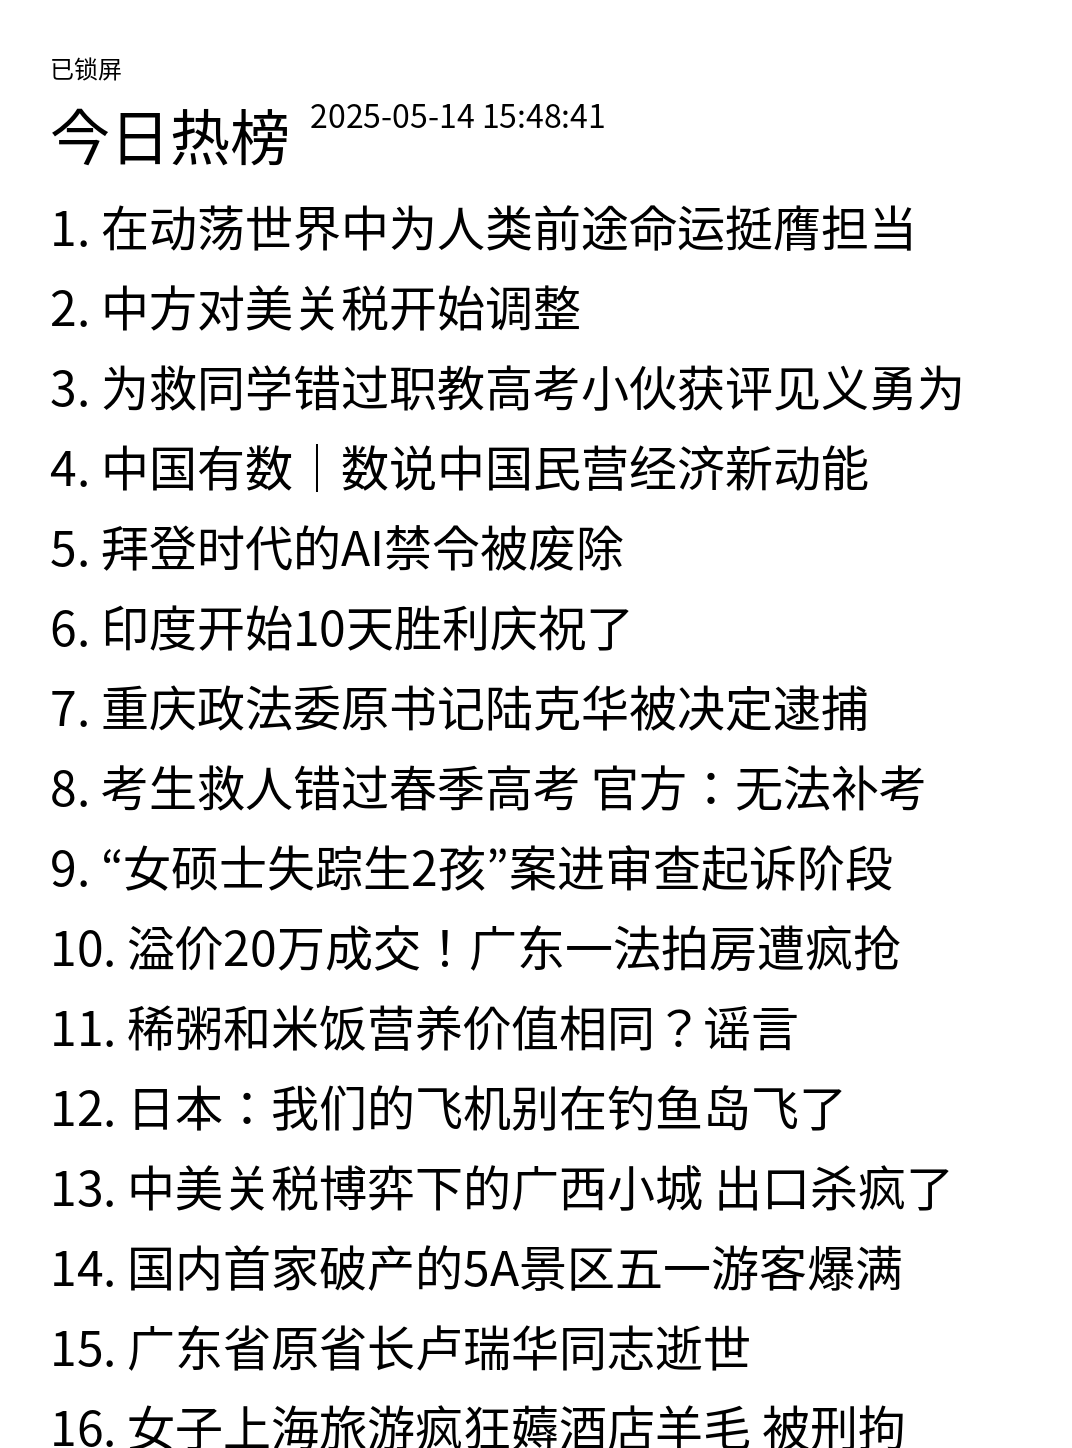 已锁屏
今日热榜 2025-05-14 15:48:41
1. 在动荡世界中为人类前途命运挺膺担当
2. 中方对美关税开始调整
3. 为救同学错过职教高考小伙获评见义勇为
4. 中国有数｜数说中国民营经济新动能
5. 拜登时代的AI禁令被废除
6. 印度开始10天胜利庆祝了
7. 重庆政法委原书记陆克华被决定逮捕
8. 考生救人错过春季高考 官方：无法补考
9. “女硕士失踪生2孩”案进审查起诉阶段
10. 溢价20万成交！广东一法拍房遭疯抢
11. 稀粥和米饭营养价值相同？谣言
12. 日本：我们的飞机别在钓鱼岛飞了
13. 中美关税博弈下的广西小城 出口杀疯了
14. 国内首家破产的5A景区五一游客爆满
15. 广东省原省长卢瑞华同志逝世
16. 女子上海旅游疯狂薅酒店羊毛 被刑拘